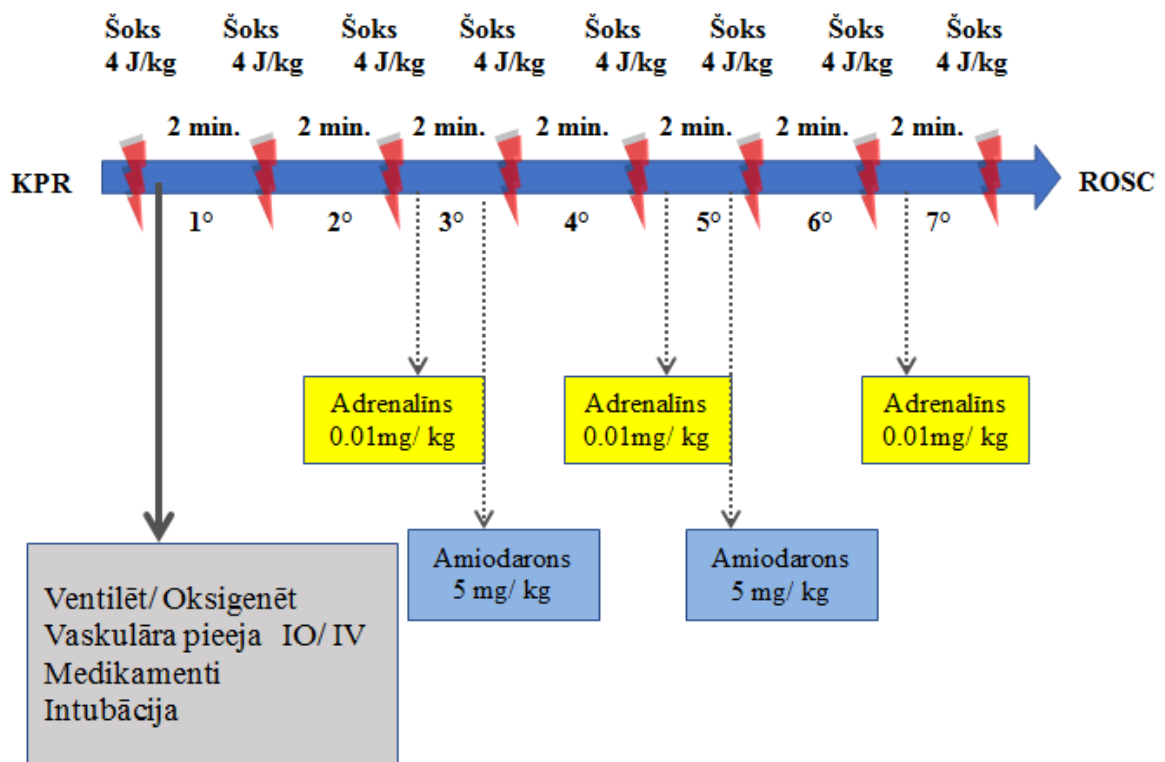 Šoks Šoks Šoks Šoks Šoks Šoks Šoks Šoks
4 J/kg 4 J/kg 4 J/kg 4 J/kg 4 J/kg 4 J/kg 4 J/kg 4 J/kg
2 min. 2 min. 2 min. 2 min. 2 min. 2 min. 2 min.
KPR ROSC
1° 2° 3° 4° 5° 6° 7°
Adrenalīns
0.01mg/ kg
Adrenalīns
0.01mg/ kg
Adrenalīns
0.01mg/ kg
Amiodarons
5 mg/ kg
Amiodarons
5 mg/ kg
Ventilēt/ Oksigenēt
Vaskulāra pieeja IO/ IV
Medikamenti
Intubācija